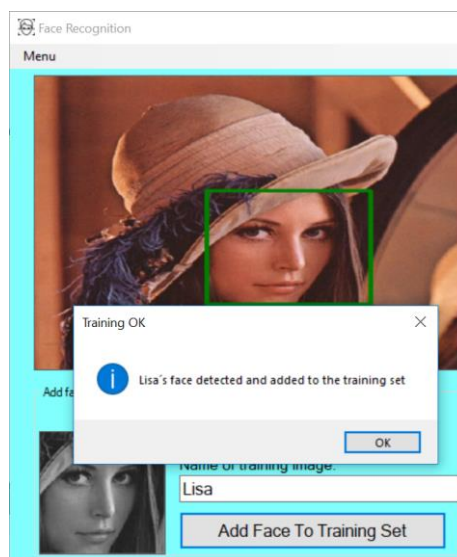 Face Recognition
Menu
Training OK
Lisa´s face detected and added to the training set
Add fa
OK
Name of training image:
Lisa
Add Face To Training Set